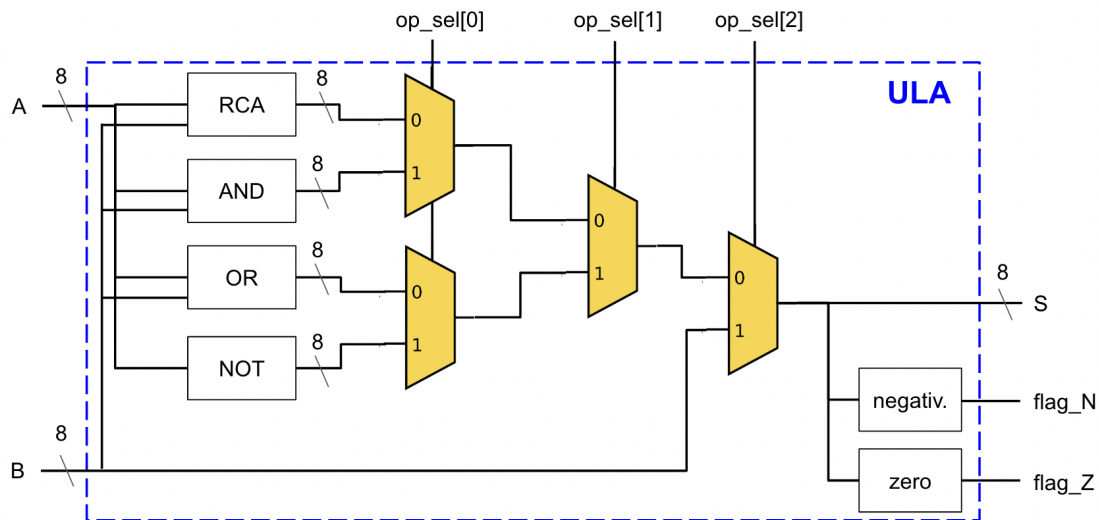 op_sel[0]
op_sel[1]
op_sel[2]
ULA
8
A
RCA
8
0
AND
8
1
OR
8
0
NOT
8
1
0
1
0
1
8
S
8
B
negativ.
flag_N
zero
flag_Z